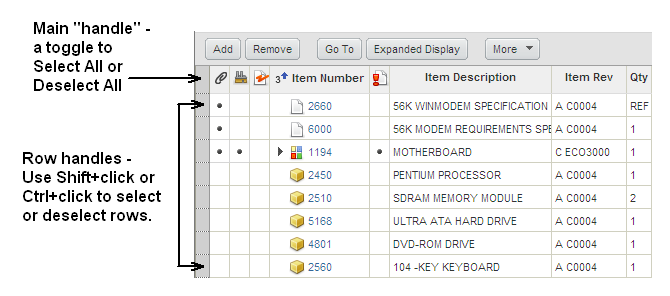 Main "handle" -
a toggle to
Select All or
Deselect All
Add Remove Go To Expanded Display More
3 Item Number Item Description Item Rev Qty
2660 56K WINMODEM SPECIFICATION A C0004 REF
6000 56K MODEM REQUIREMENTS SPE A C0004 1
1194 MOTHERBOARD C ECO3000 1
2450 PENTIUM PROCESSOR A C0004 1
2510 SDRAM MEMORY MODULE A C0004 2
5168 ULTRA ATA HARD DRIVE A C0004 1
4801 DVD-ROM DRIVE A C0004 1
2560 104 -KEY KEYBOARD A C0004 1
Row handles -
Use Shift+click or
Ctrl+click to select
or deselect rows.